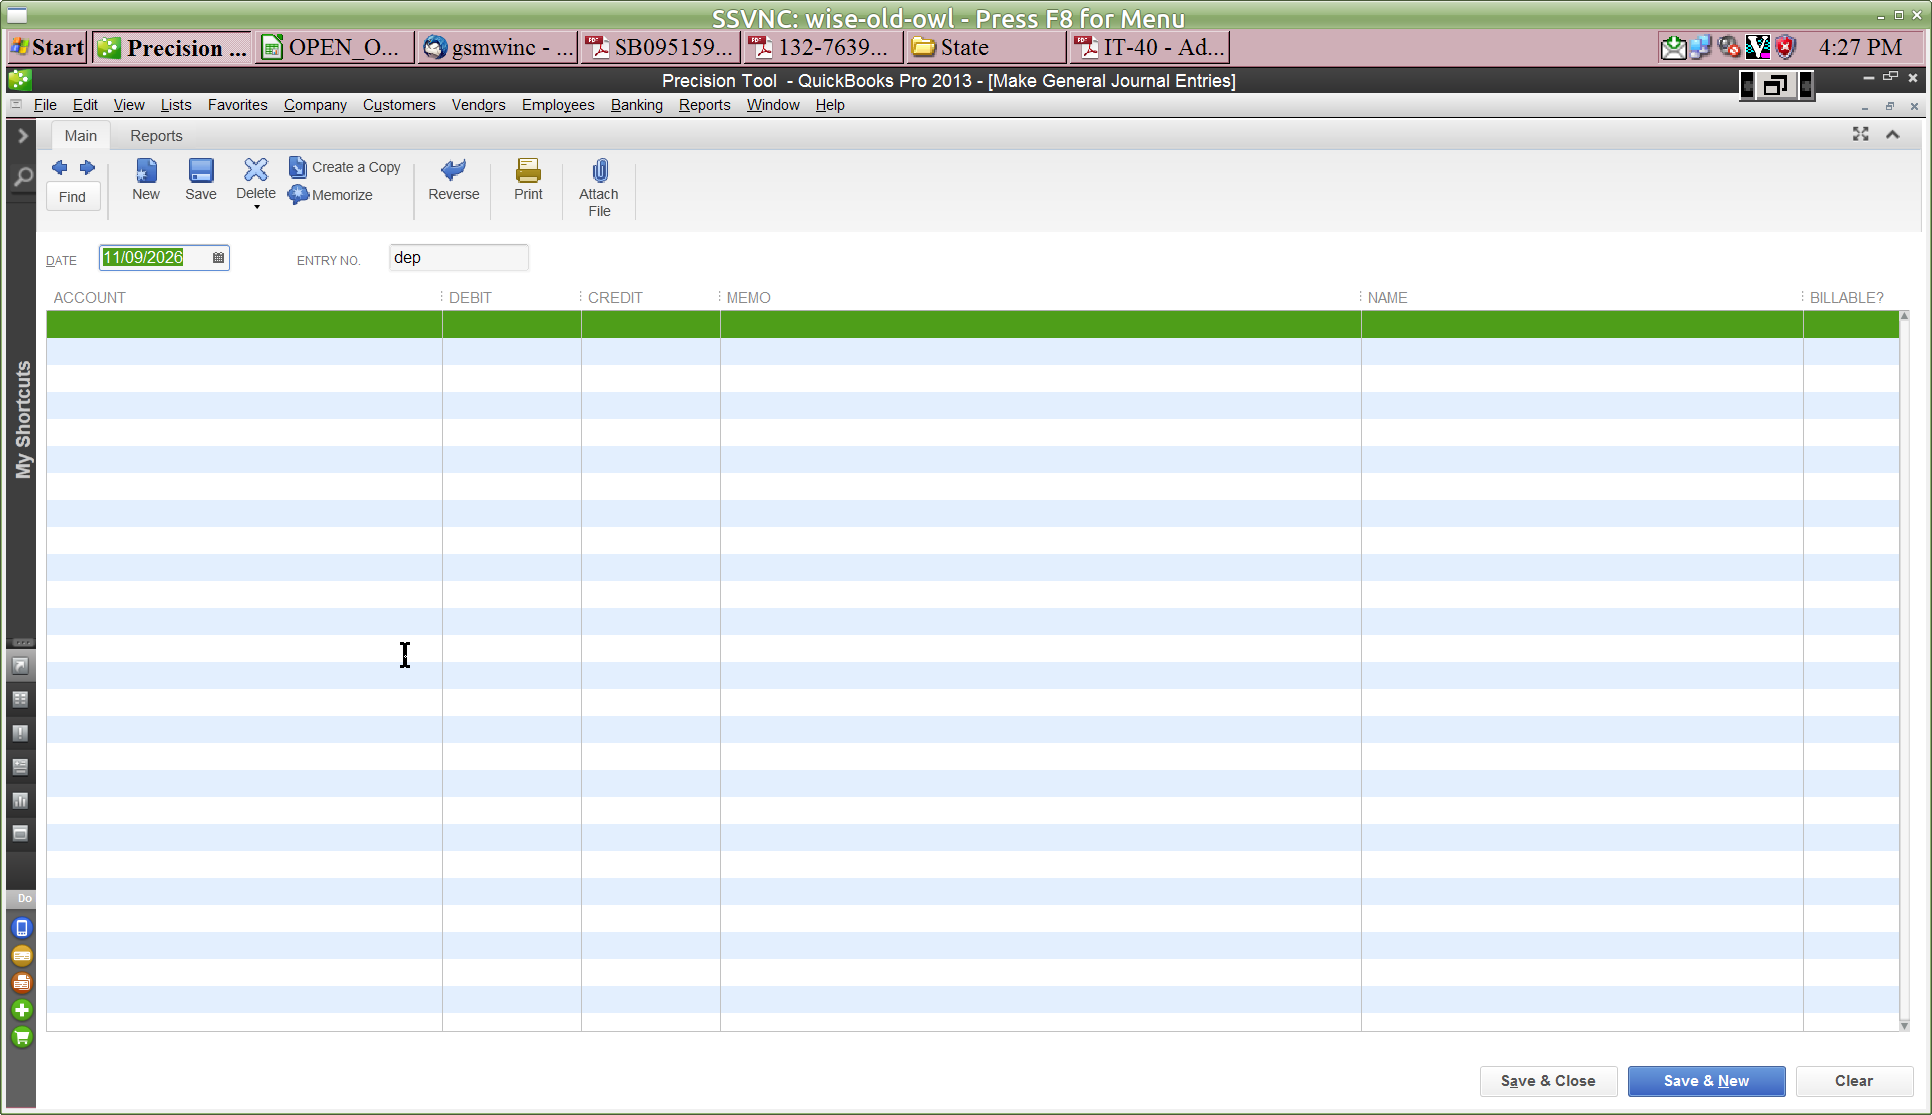 SSVNC: wise-old-owl - Press F8 for Menu
Start
Precision ...
OPEN_O...
gsmwinc - ...
SB095159...
132-7639...
State
IT-40 - Ad...
4:27 PM
Precision Tool - QuickBooks Pro 2013 - [Make General Journal Entries]
File Edit View Lists Favorites Company Customers Vendors Employees Banking Reports Window Help
Main Reports
Find
New
Save
Delete
Create a Copy
Memorize
Reverse
Print
Attach
File
DATE 11/09/2026 ENTRY NO. dep
ACCOUNT DEBIT CREDIT MEMO NAME BILLABLE?
My Shortcuts
Do
Save & Close Save & New Clear